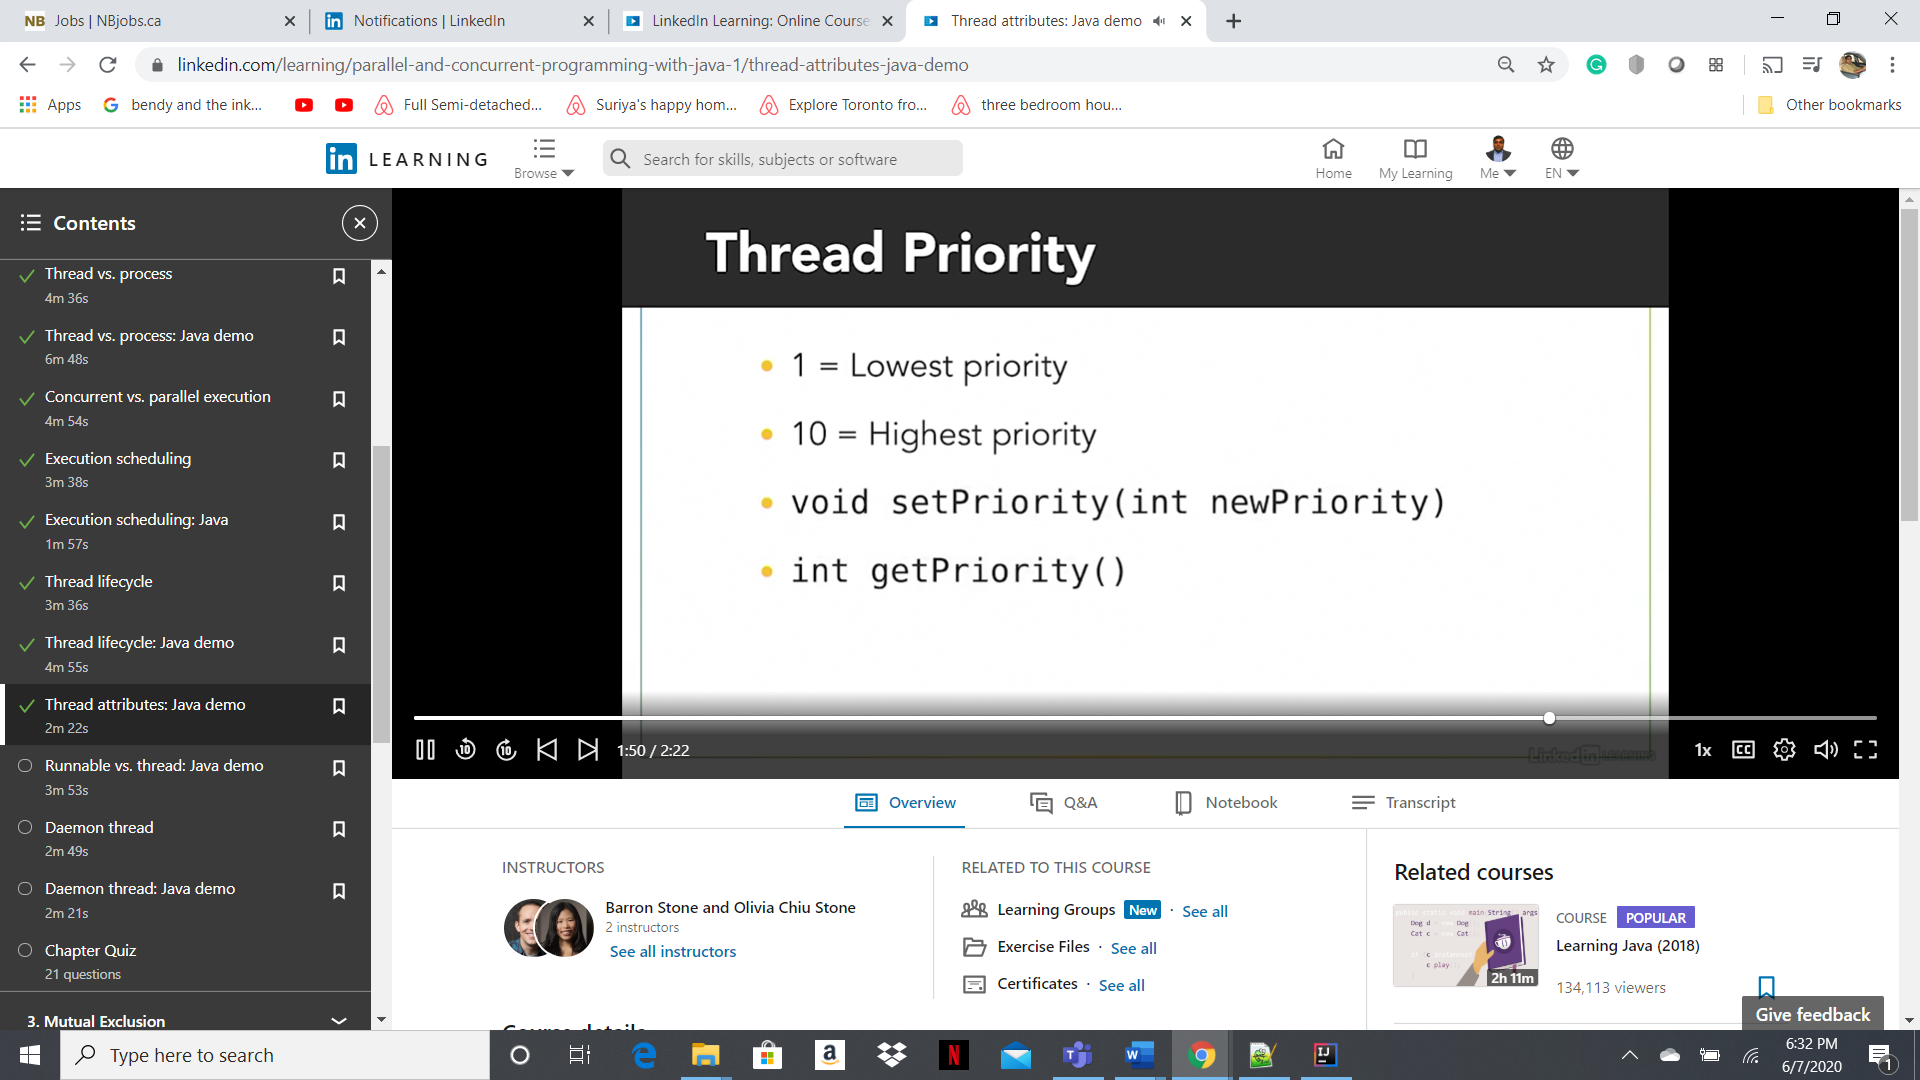 NB Jobs | NBjobs.ca
Notifications | LinkedIn
LinkedIn Learning: Online Course
Thread attributes: Java demo
linkedin.com/learning/parallel-and-concurrent-programming-with-java-1/thread-attributes-java-demo
Apps
bendy and the ink...
Full Semi-detached...
Suriya's happy hom...
Explore Toronto fro...
three bedroom hou...
Other bookmarks
in LEARNING
Browse
Search for skills, subjects or software
Home
My Learning
Me
EN
Contents
Thread vs. process
4m 36s
Thread vs. process: Java demo
6m 48s
Concurrent vs. parallel execution
4m 54s
Execution scheduling
3m 38s
Execution scheduling: Java
1m 57s
Thread lifecycle
3m 36s
Thread lifecycle: Java demo
4m 55s
Thread attributes: Java demo
2m 22s
Runnable vs. thread: Java demo
3m 53s
Daemon thread
2m 49s
Daemon thread: Java demo
2m 21s
Chapter Quiz
21 questions
3. Mutual Exclusion
Thread Priority
• 1 = Lowest priority
• 10 = Highest priority
• void setPriority(int newPriority)
• int getPriority()
10
10
1:50 / 2:22
Linked in LEARNING
1x
CC
Overview
Q&A
Notebook
Transcript
INSTRUCTORS
Barron Stone and Olivia Chiu Stone
2 instructors
See all instructors
RELATED TO THIS COURSE
Learning Groups New · See all
Exercise Files · See all
Certificates · See all
Course details
Related courses
2h 11m
COURSE POPULAR
Learning Java (2018)
134,113 viewers
Give feedback
Type here to search
6:32 PM
6/7/2020
1